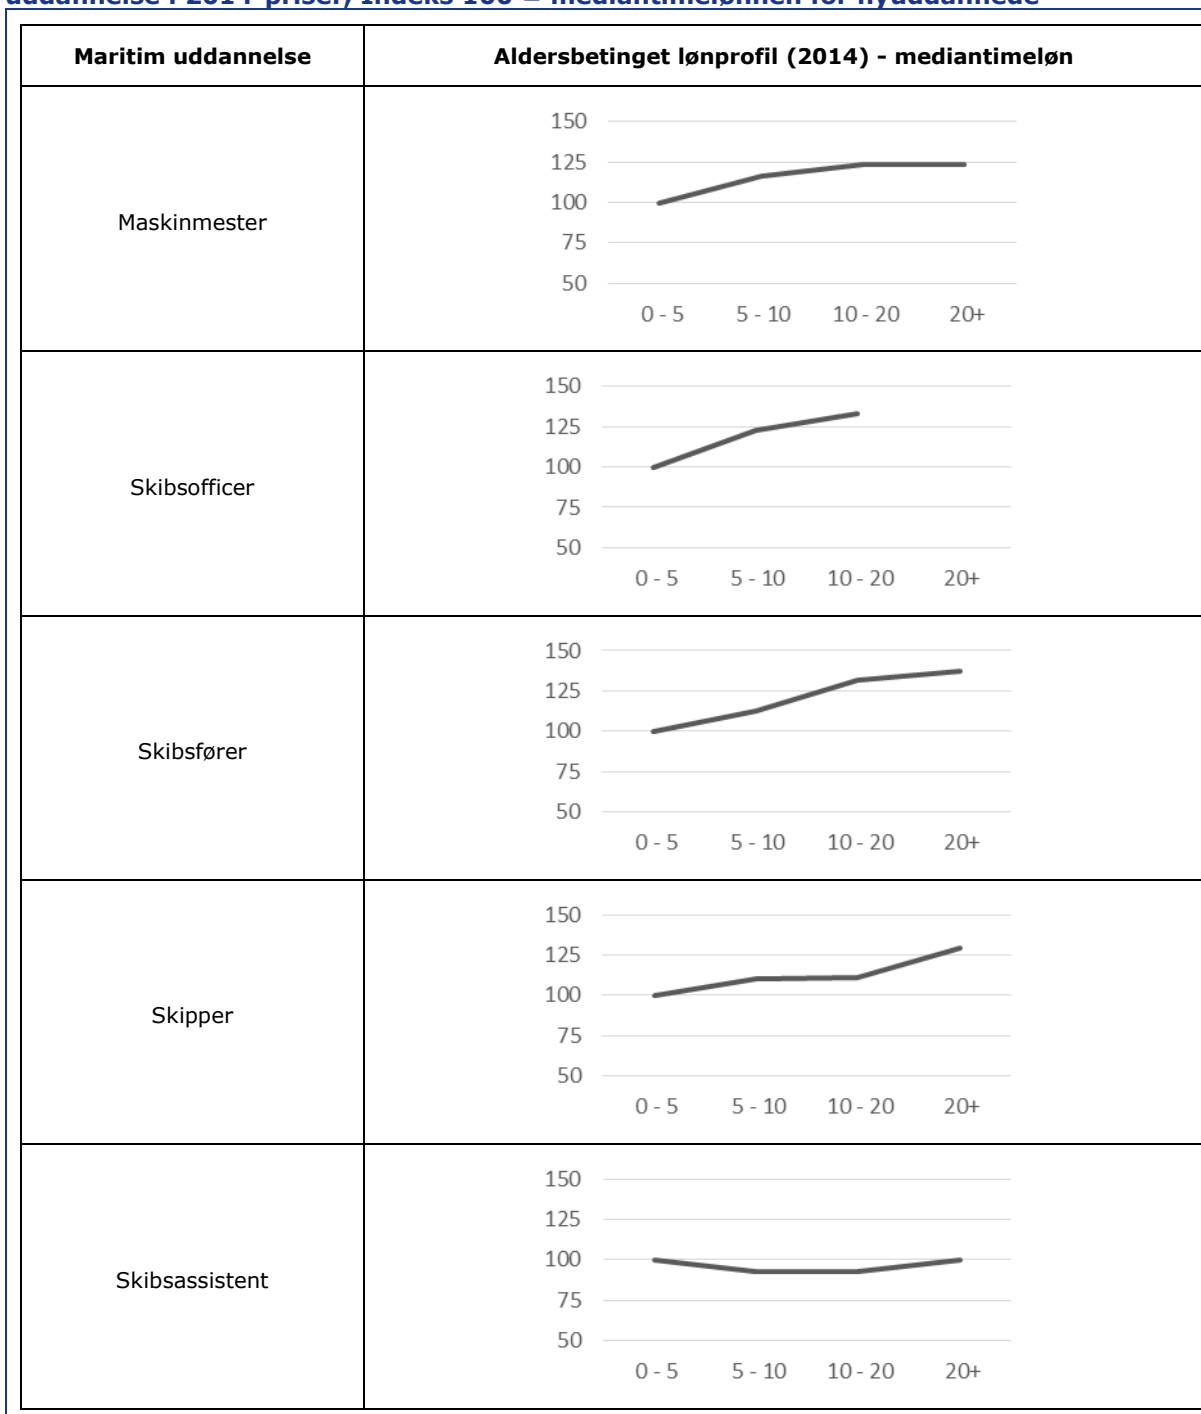 uddannelse i 2014-priser, Indeks 100 = mediantimelønnen for nyuddannede
Maritim uddannelse
Aldersbetinget lønprofil (2014) - mediantimeløn
Maskinmester
150
125
100
75
50
0 - 5 5 - 10 10 - 20 20+
Skibsofficer
150
125
100
75
50
0 - 5 5 - 10 10 - 20 20+
Skibsfører
150
125
100
75
50
0 - 5 5 - 10 10 - 20 20+
Skipper
150
125
100
75
50
0 - 5 5 - 10 10 - 20 20+
Skibsassistent
150
125
100
75
50
0 - 5 5 - 10 10 - 20 20+